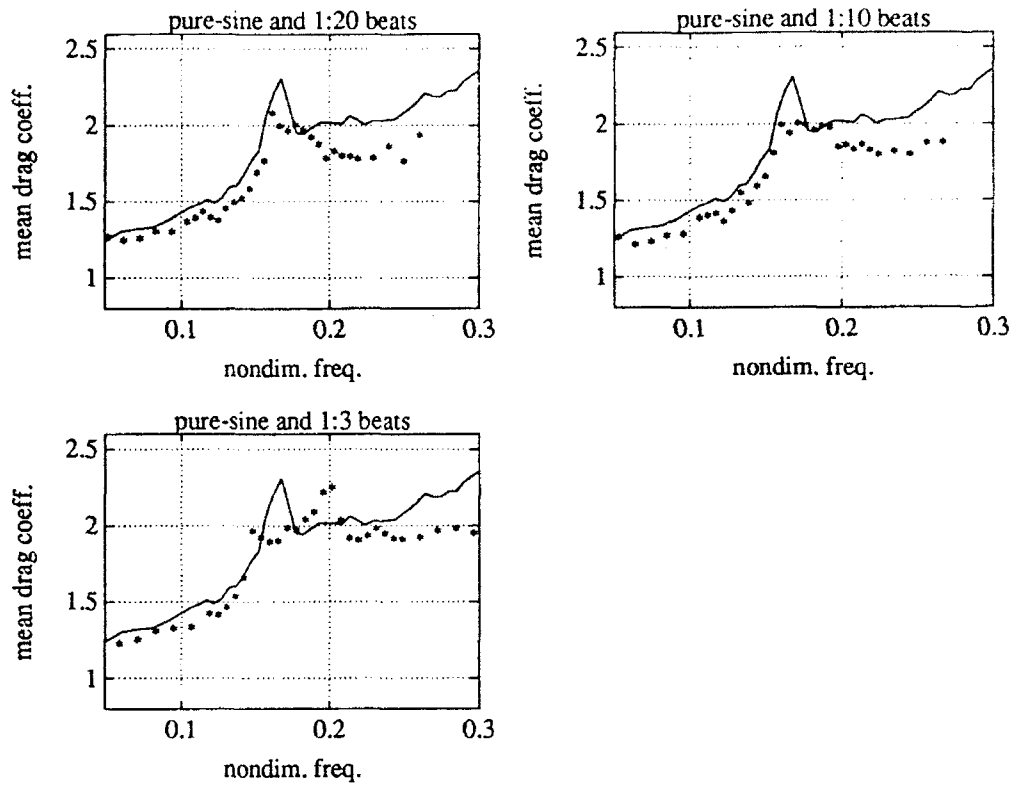 pure-sine and 1:20 beats
mean drag coeff.
2.5
2
1.5
1
0.1
0.2
0.3
nondim. freq.
pure-sine and 1:10 beats
mean drag coeff.
2.5
2
1.5
1
0.1
0.2
0.3
nondim. freq.
pure-sine and 1:3 beats
mean drag coeff.
2.5
2
1.5
1
0.1
0.2
0.3
nondim. freq.